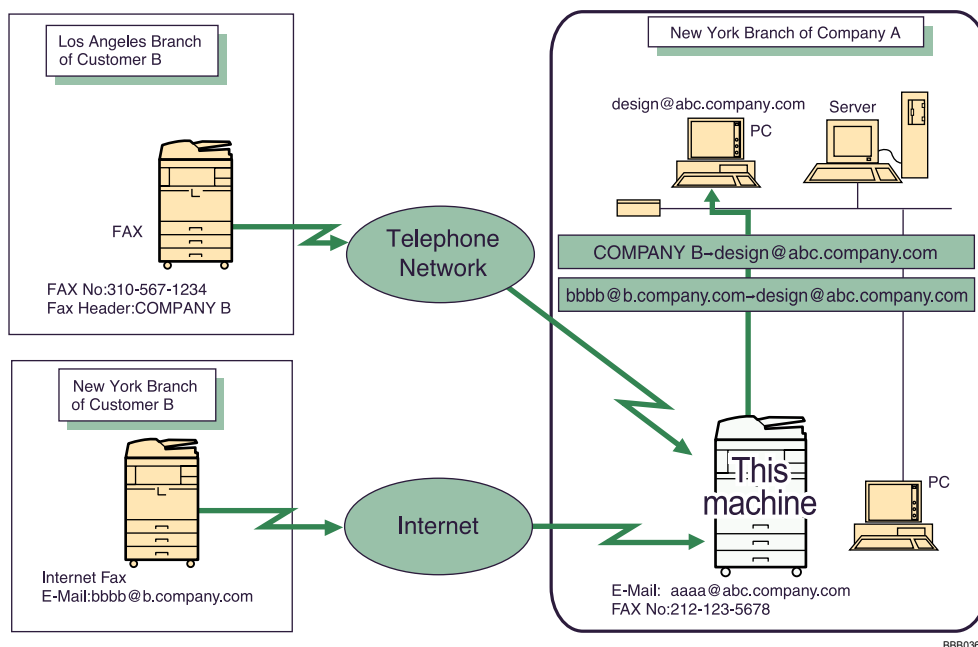 Los Angeles Branch
of Customer B
FAX
FAX No:310-567-1234
Fax Header:COMPANY B
New York Branch
of Customer B
Internet Fax
E-Mail:bbbb@b.company.com
Telephone
Network
Internet
New York Branch of Company A
design@abc.company.com
PC
Server
COMPANY B→design@abc.company.com
bbbb@b.company.com→design@abc.company.com
This
machine
PC
E-Mail: aaaa@abc.company.com
FAX No:212-123-5678
BBB036S